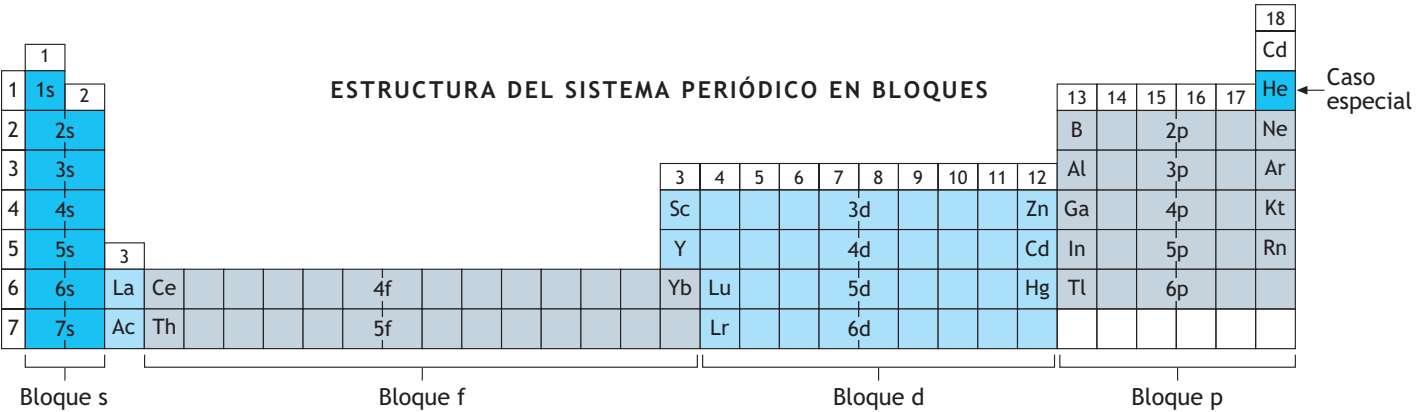 18
1 Cd
ESTRUCTURA DEL SISTEMA PERIÓDICO EN BLOQUES
1 1s 2 13 14 15 16 17 He Caso especial
2 2s B 2p Ne
3 3s 3 4 5 6 7 8 9 10 11 12 Al 3p Ar
4 4s Sc 3d Zn Ga 4p Kt
5 5s 3 Y 4d Cd In 5p Rn
6 6s La Ce 4f Yb Lu 5d Hg Tl 6p
7 7s Ac Th 5f Lr 6d
Bloque s Bloque f Bloque d Bloque p